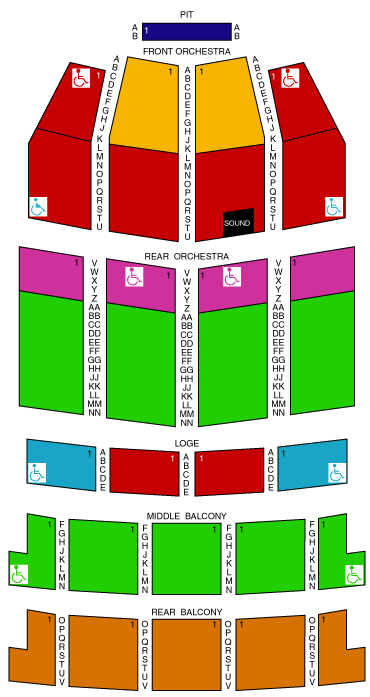 PIT
A 1 A
B B
FRONT ORCHESTRA
1 1 1 1
A A A
B B B
C C C
D D D
E E E
F F F
G G G
H H H
J J J
K K K
L L L
M M M
N N N
O O O
P P P
Q Q Q
R R R
S S S
T T T
U U U
SOUND
REAR ORCHESTRA
1 1 1 1
V V V
W W W
X X X
Y Y Y
Z Z Z
AA AA AA
BB BB BB
CC CC CC
DD DD DD
EE EE EE
FF FF FF
GG GG GG
HH HH HH
JJ JJ JJ
KK KK KK
LL LL LL
MM MM MM
NN NN NN
LOGE
1 1 1 1
A A A
B B B
C C C
D D D
E E E
MIDDLE BALCONY
1 1 1 1 1
F F F F
G G G G
H H H H
J J J J
K K K K
L L L L
M M M M
N N N N
REAR BALCONY
1 1 1 1 1
O O O O
P P P P
Q Q Q Q
R R R R
S S S S
T T T T
U U U U
V V V V